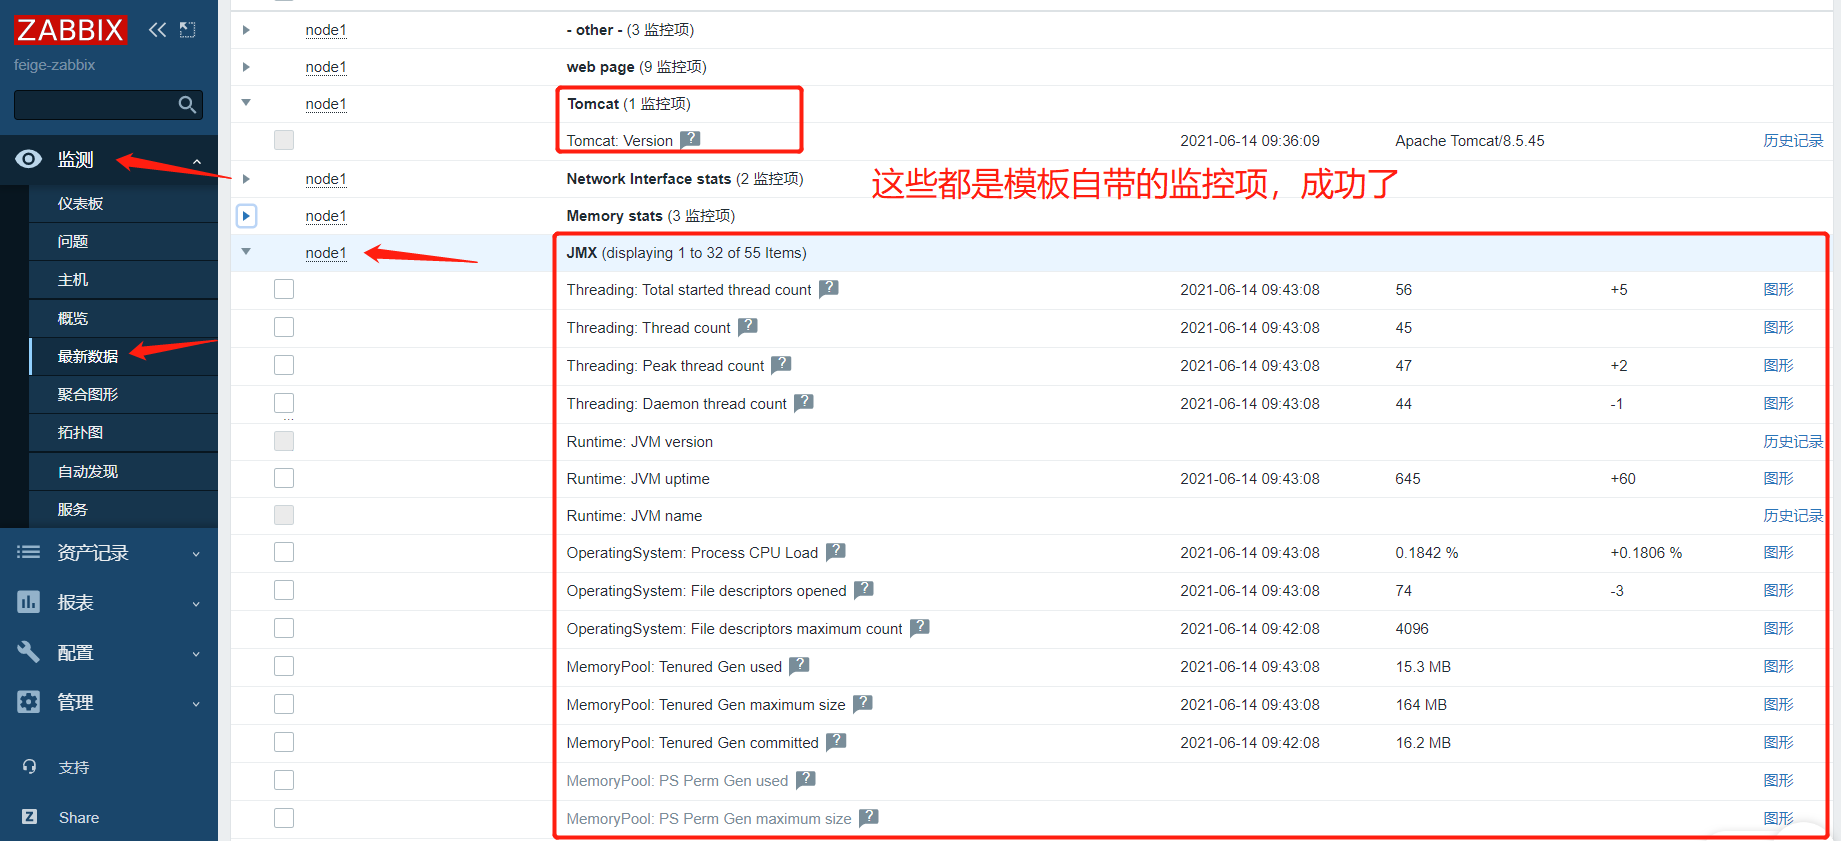 ZABBIX
feige-zabbix
监测
仪表板
问题
主机
概览
最新数据
聚合图形
拓扑图
自动发现
服务
资产记录
报表
配置
管理
支持
Share
node1 - other - (3 监控项)
node1 web page (9 监控项)
node1 Tomcat (1 监控项)
Tomcat: Version ? 2021-06-14 09:36:09 Apache Tomcat/8.5.45 历史记录
node1 Network Interface stats (2 监控项)
这些都是模板自带的监控项，成功了
node1 Memory stats (3 监控项)
node1 JMX (displaying 1 to 32 of 55 Items)
Threading: Total started thread count ? 2021-06-14 09:43:08 56 +5 图形
Threading: Thread count ? 2021-06-14 09:43:08 45 图形
Threading: Peak thread count ? 2021-06-14 09:43:08 47 +2 图形
Threading: Daemon thread count ? 2021-06-14 09:43:08 44 -1 图形
...
Runtime: JVM version 历史记录
Runtime: JVM uptime 2021-06-14 09:43:08 645 +60 图形
Runtime: JVM name 历史记录
OperatingSystem: Process CPU Load ? 2021-06-14 09:43:08 0.1842 % +0.1806 % 图形
OperatingSystem: File descriptors opened ? 2021-06-14 09:43:08 74 -3 图形
OperatingSystem: File descriptors maximum count ? 2021-06-14 09:42:08 4096 图形
MemoryPool: Tenured Gen used ? 2021-06-14 09:43:08 15.3 MB 图形
MemoryPool: Tenured Gen maximum size ? 2021-06-14 09:43:08 164 MB 图形
MemoryPool: Tenured Gen committed ? 2021-06-14 09:42:08 16.2 MB 图形
MemoryPool: PS Perm Gen used ? 图形
MemoryPool: PS Perm Gen maximum size ? 图形